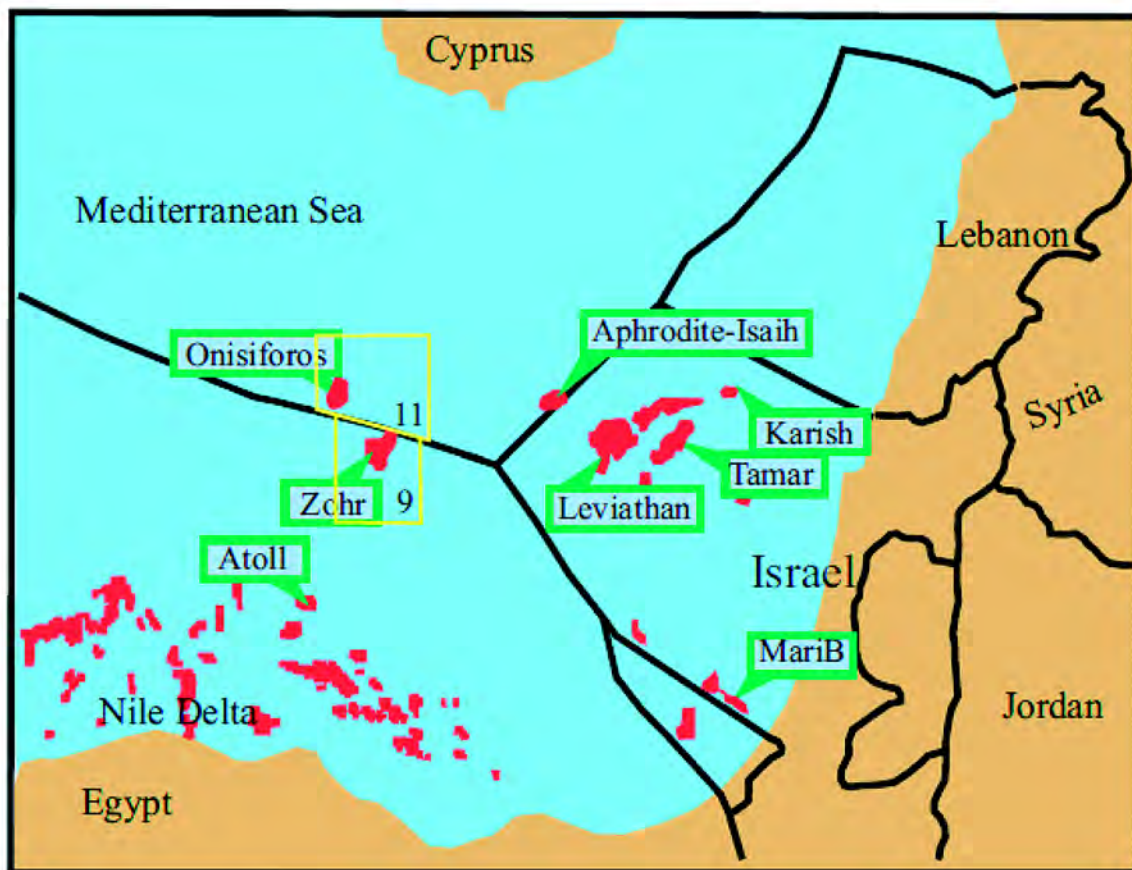 Cyprus
Mediterranean Sea
Lebanon
Aphrodite-Isaih
Onisiforos
11
Syria
Karish
Tamar
Zohr
9
Leviathan
Atoll
Israel
MariB
Nile Delta
Jordan
Egypt